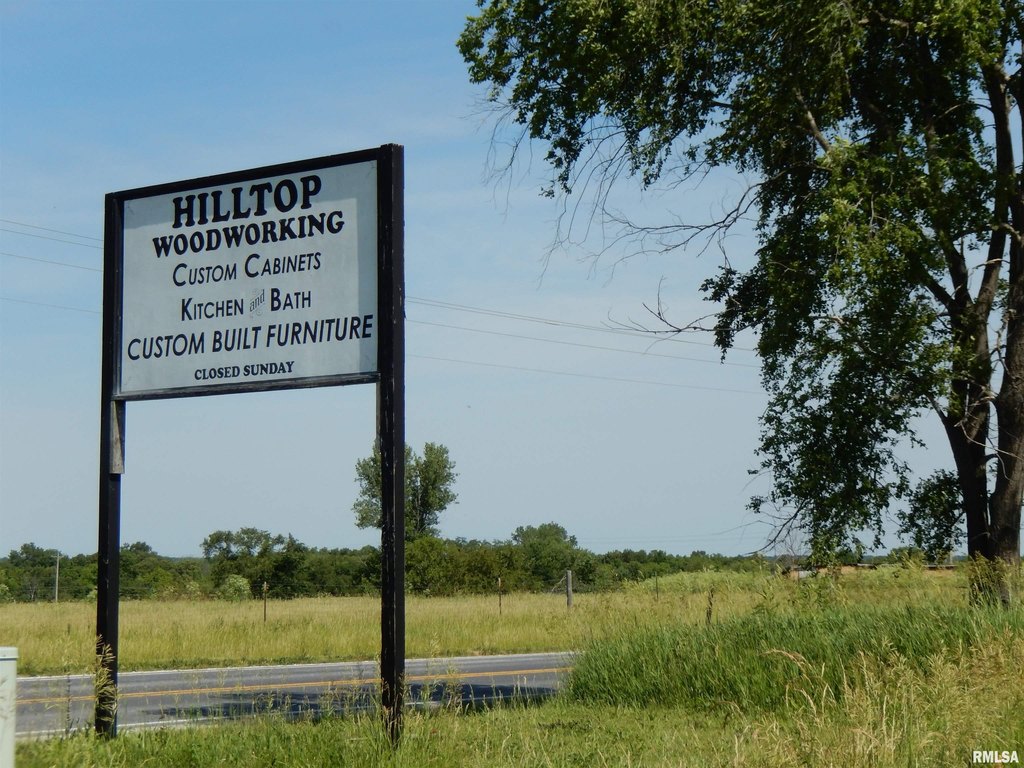 HILLTOP
WOODWORKING
CUSTOM CABINETS
KITCHEN and BATH
CUSTOM BUILT FURNITURE
CLOSED SUNDAY
RMLSA